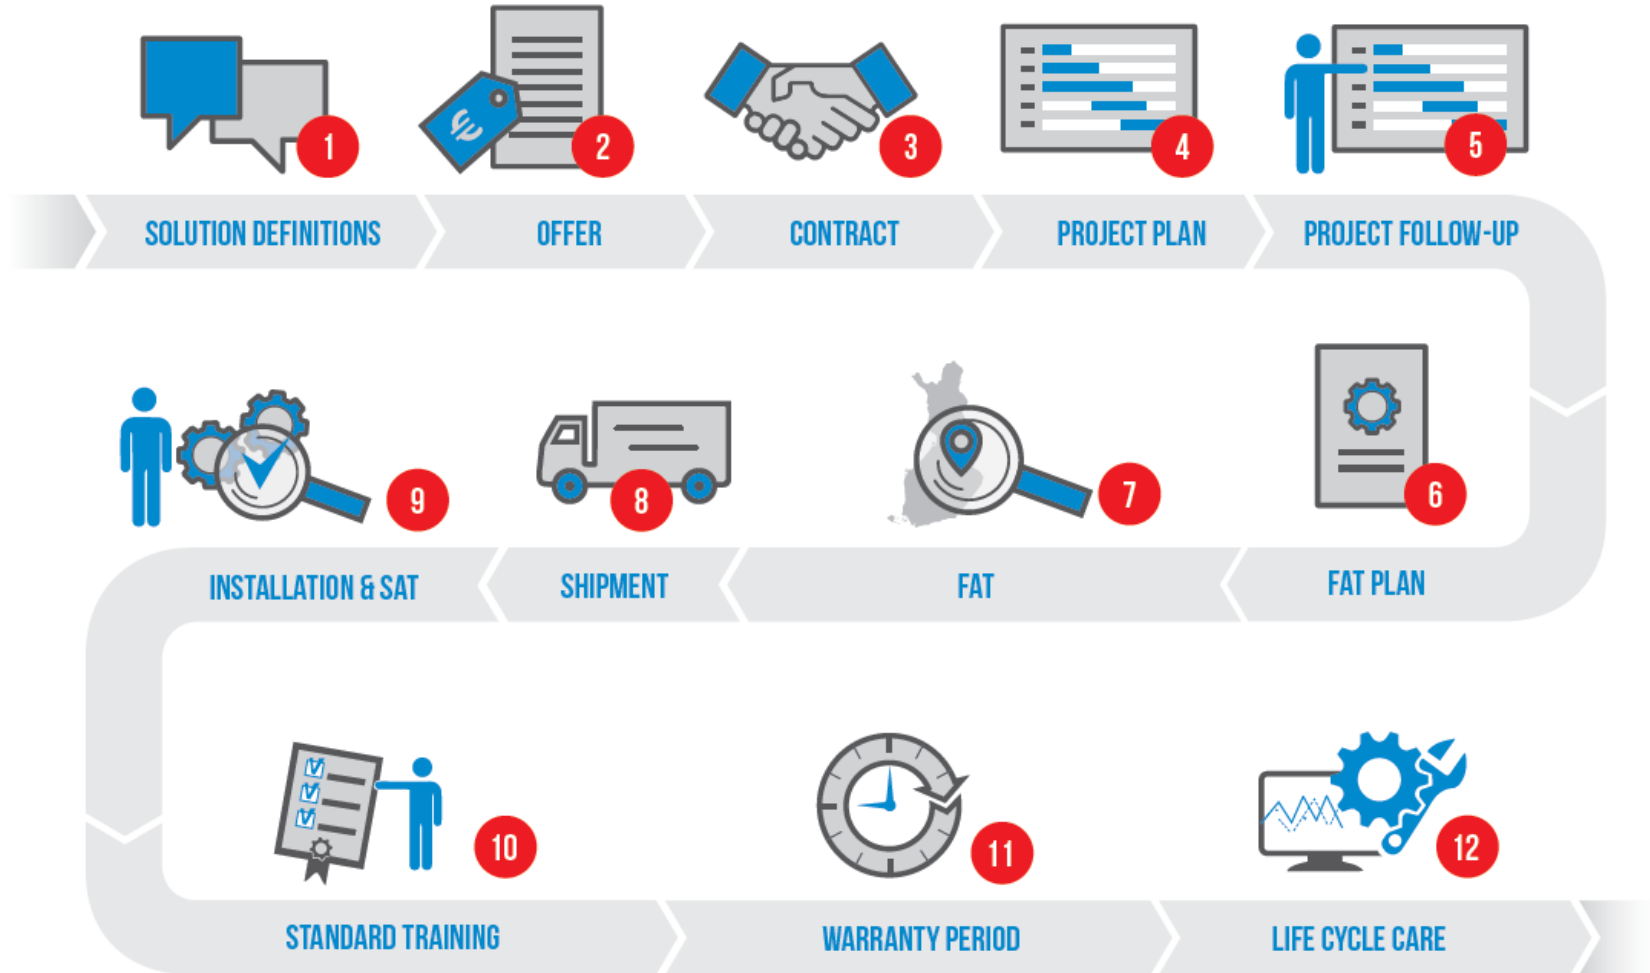 1
2
3
4
5
SOLUTION DEFINITIONS
OFFER
CONTRACT
PROJECT PLAN
PROJECT FOLLOW-UP
6
7
8
9
FAT PLAN
FAT
SHIPMENT
INSTALLATION & SAT
10
11
12
STANDARD TRAINING
WARRANTY PERIOD
LIFE CYCLE CARE